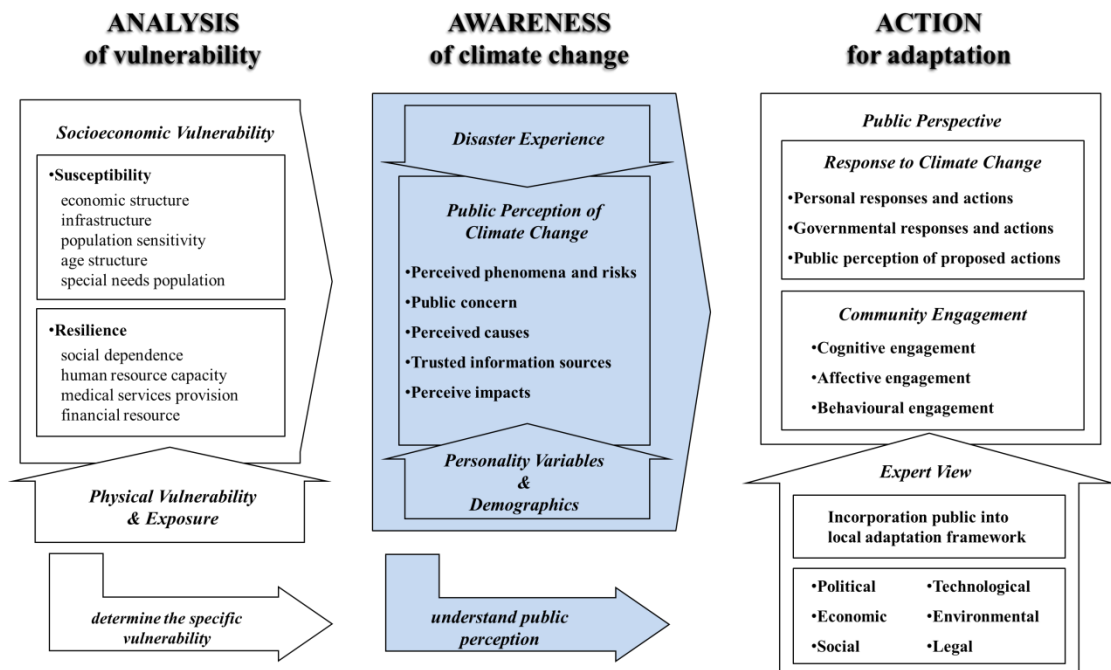 ANALYSIS
of vulnerability
Socioeconomic Vulnerability
•Susceptibility
economic structure
infrastructure
population sensitivity
age structure
special needs population
•Resilience
social dependence
human resource capacity
medical services provision
financial resource
Physical Vulnerability
& Exposure
determine the specific
vulnerability
AWARENESS
of climate change
Disaster Experience
Public Perception of
Climate Change
•Perceived phenomena and risks
•Public concern
•Perceived causes
•Trusted information sources
•Perceive impacts
Personality Variables
&
Demographics
understand public
perception
ACTION
for adaptation
Public Perspective
Response to Climate Change
•Personal responses and actions
•Governmental responses and actions
•Public perception of proposed actions
Community Engagement
•Cognitive engagement
•Affective engagement
•Behavioural engagement
Expert View
Incorporation public into
local adaptation framework
•Political •Technological
•Economic •Environmental
•Social •Legal